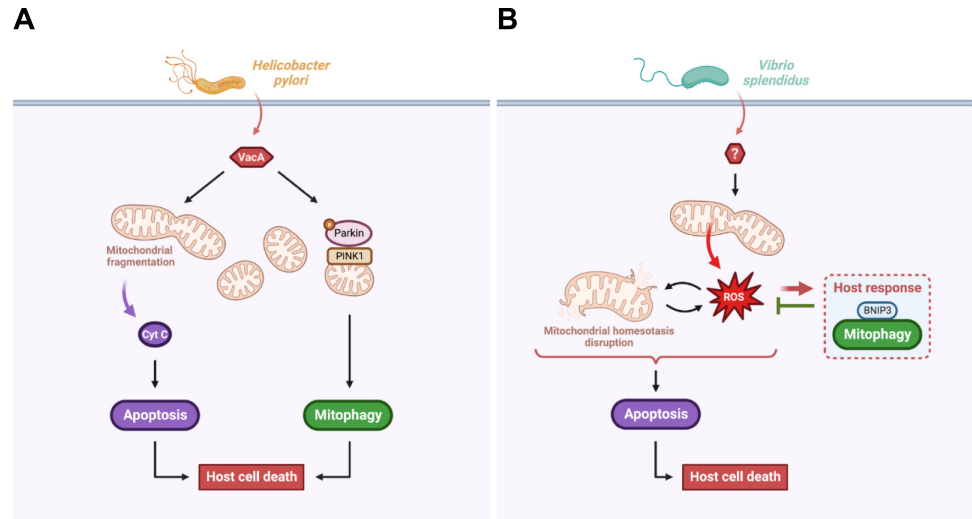 A
Helicobacter
pylori
VacA
Mitochondrial
fragmentation
P
Parkin
PINK1
Cyt C
Apoptosis
Mitophagy
Host cell death
B
Vibrio
splendidus
?
ROS
Host response
BNIP3
Mitophagy
Mitochondrial homesotasis
disruption
Apoptosis
Host cell death